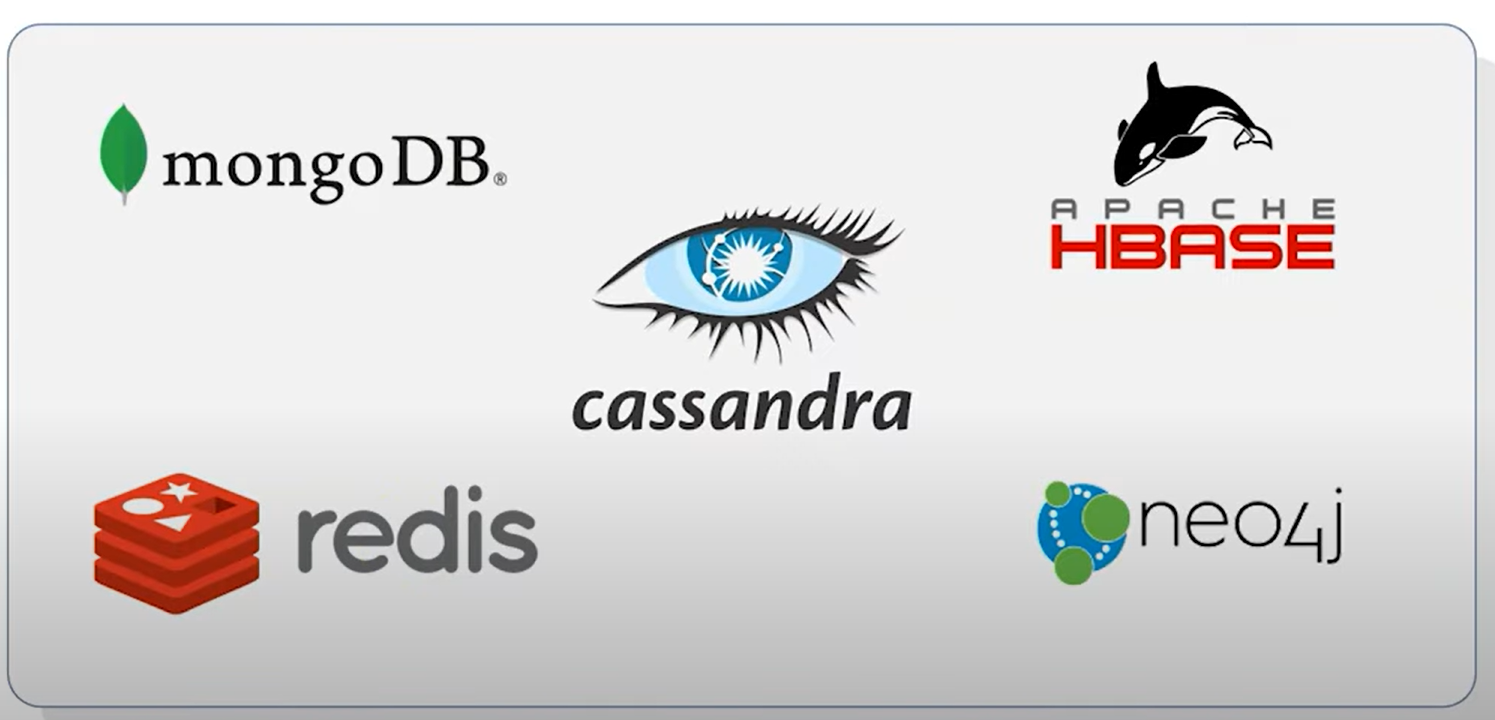 mongoDB®
APACHE
HBASE
cassandra
redis
neo4j